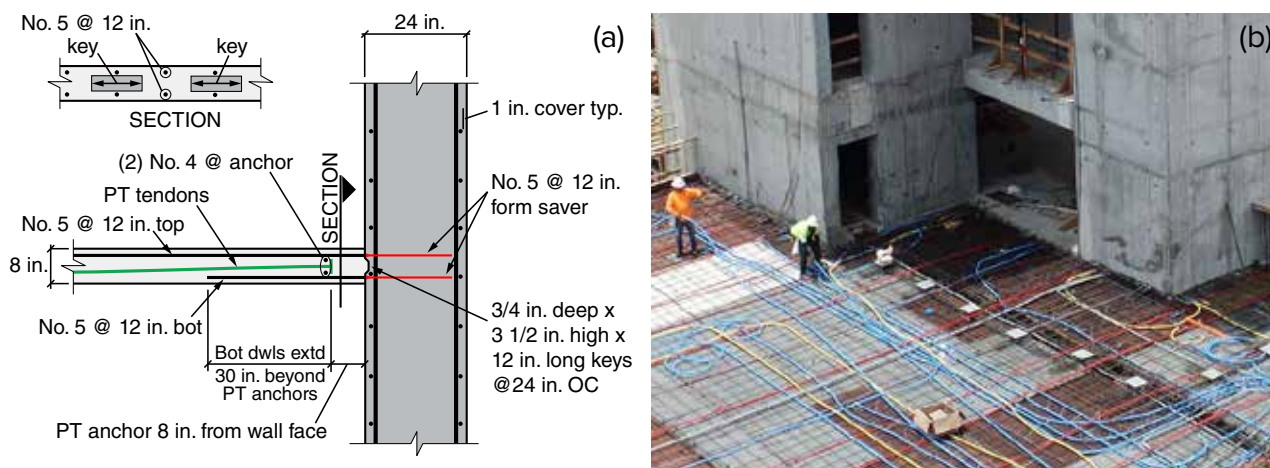 No. 5 @ 12 in.
key
key
SECTION
24 in.
(a)
1 in. cover typ.
(2) No. 4 @ anchor
PT tendons
No. 5 @ 12 in. top
SECTION
No. 5 @ 12 in.
form saver
8 in.
No. 5 @ 12 in. bot
Bot dwls extd
30 in. beyond
PT anchors
3/4 in. deep x
3 1/2 in. high x
12 in. long keys
@24 in. OC
PT anchor 8 in. from wall face
(b)